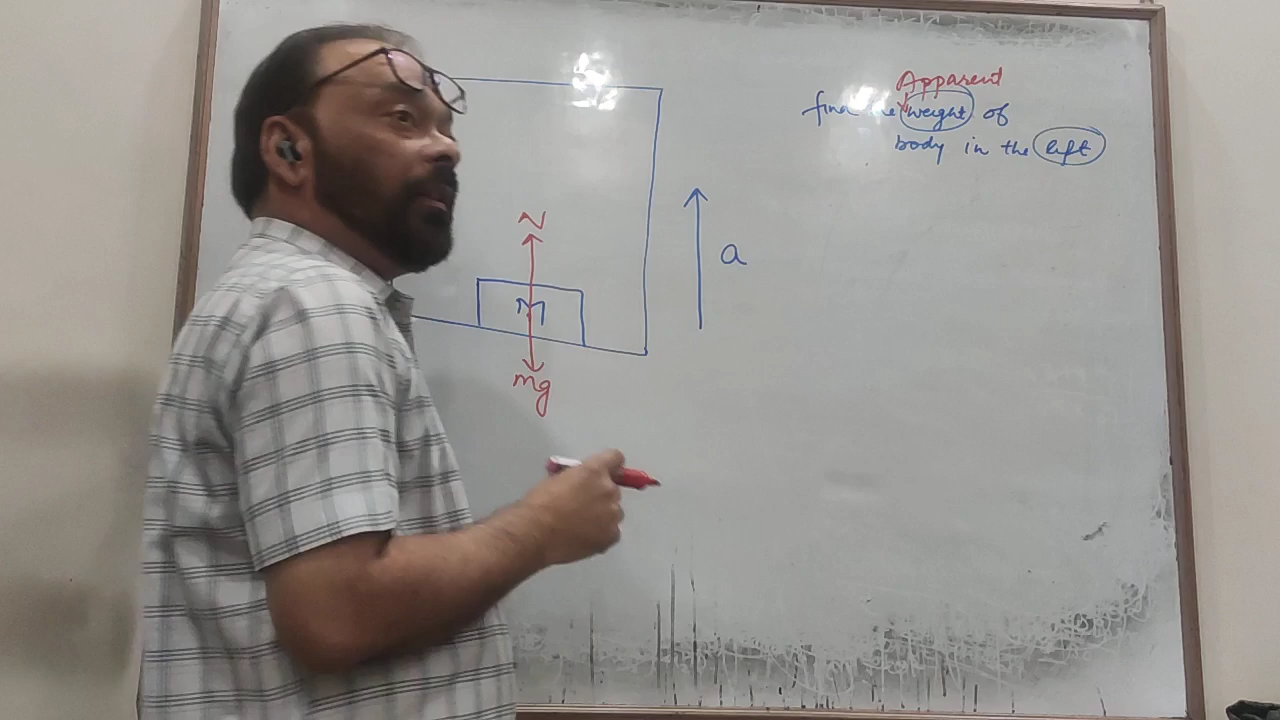 Apparent
find the weight of
body in the lift
N
a
M
mg